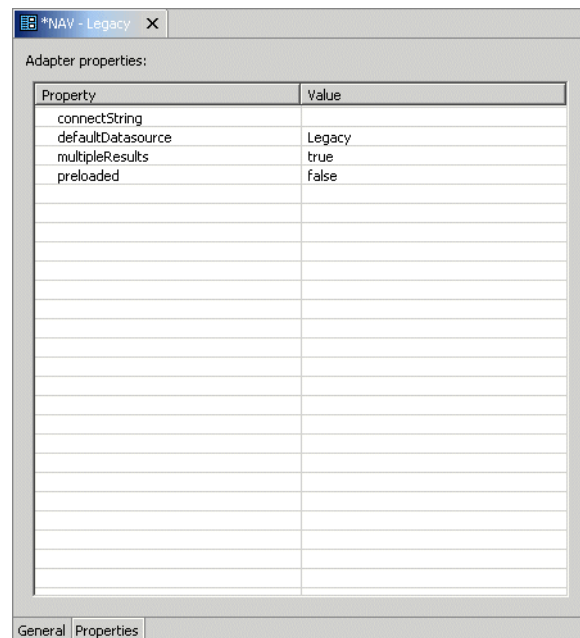 *NAV - Legacy X
Adapter properties:
Property Value
connectString
defaultDatasource Legacy
multipleResults true
preloaded false
General Properties